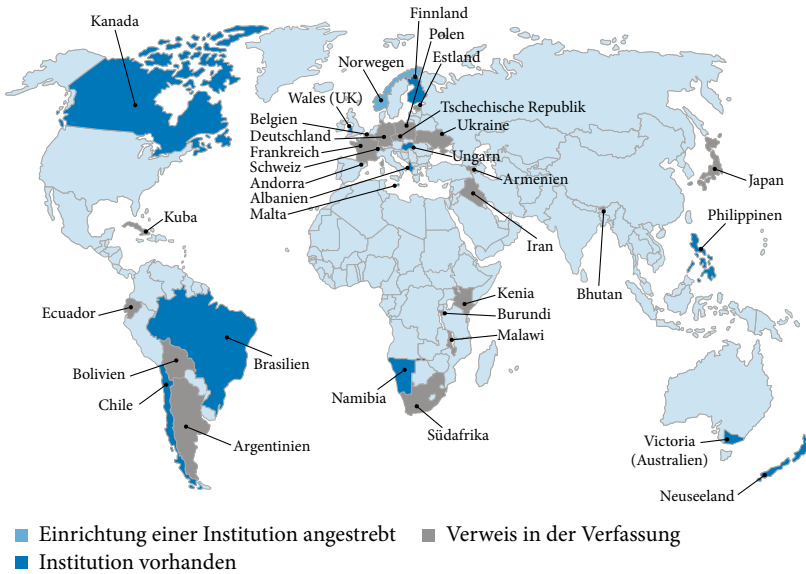 Finnland
Kanada
Polen
Norwegen
Estland
Wales (UK)
Tschechische Republik
Belgien
Deutschland
Ukraine
Frankreich
Ungarn
Schweiz
Andorra
Armenien
Japan
Albanien
Malta
Kuba
Philippinen
Iran
Bhutan
Kenia
Ecuador
Burundi
Malawi
Bolivien
Brasilien
Chile
Namibia
Südafrika
Argentinien
Victoria
(Australien)
Neuseeland
Einrichtung einer Institution angestrebt
Verweis in der Verfassung
Institution vorhanden